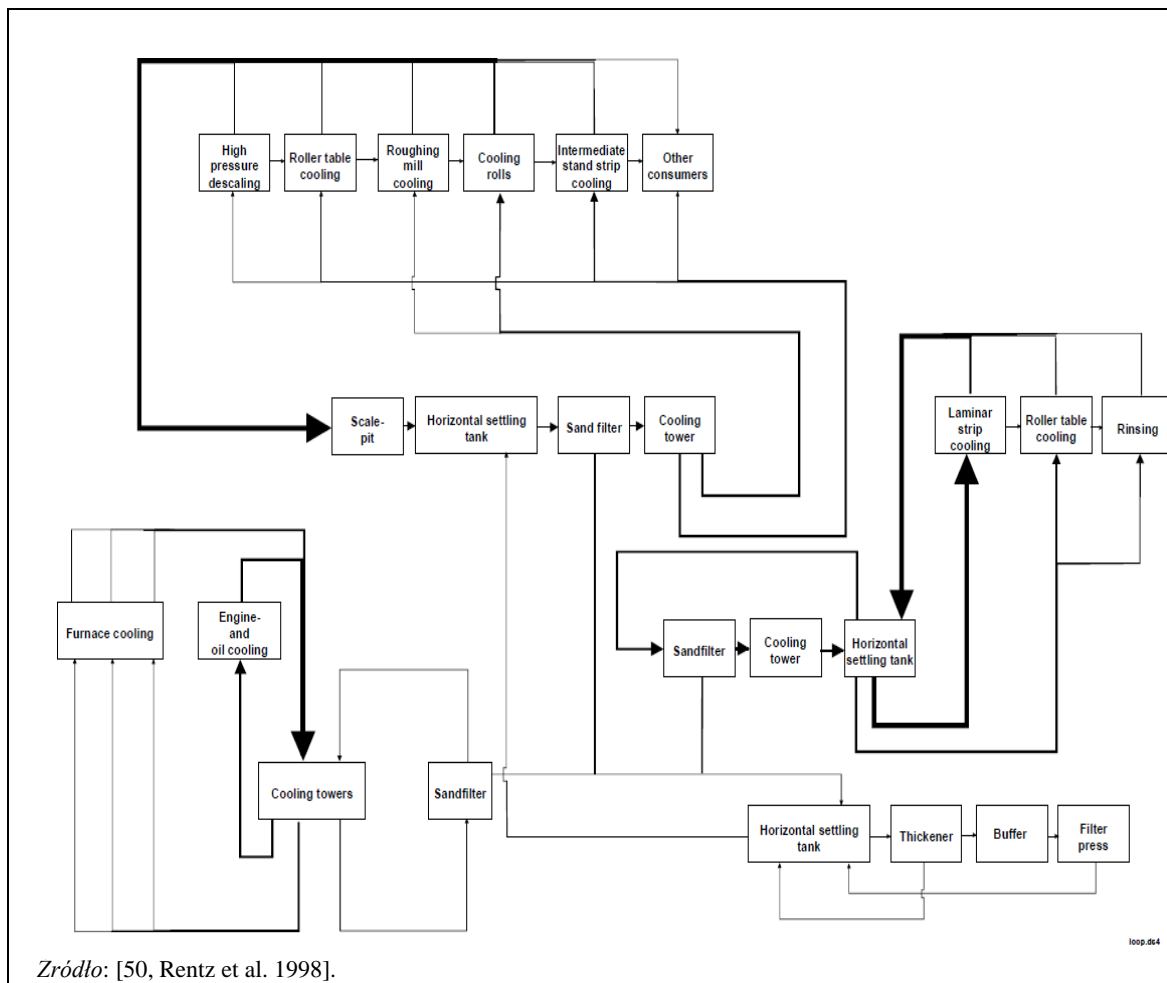 High
pressure
descaling
Roller table
cooling
Roughing
mill
cooling
Cooling
rolls
Intermediate
stand strip
cooling
Other
consumers
Scale-
pit
Horizontal settling
tank
Sand filter
Cooling
tower
Laminar
strip
cooling
Roller table
cooling
Rinsing
Furnace cooling
Engine-
and
oil cooling
Sandfilter
Cooling
tower
Horizontal
settling tank
Cooling towers
Sandfilter
Horizontal settling
tank
Thickener
Buffer
Filter
press
loop.ds4
Zródło: [50, Rentz et al. 1998].